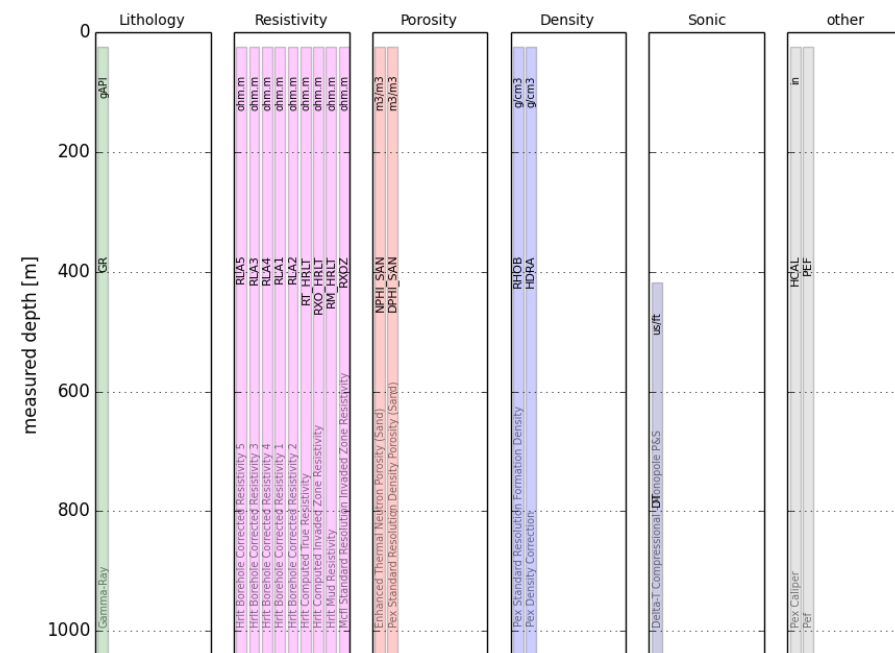 Lithology
Resistivity
Porosity
Density
Sonic
other
measured depth [m]
0
200
400
600
800
1000
gAPI
GR
Gamma-Ray
ohm.m
RLA5
Hrlt Borehole Corrected Resistivity 5
ohm.m
RLA3
Hrlt Borehole Corrected Resistivity 3
ohm.m
RLA4
Hrlt Borehole Corrected Resistivity 4
ohm.m
RLA1
Hrlt Borehole Corrected Resistivity 1
ohm.m
RLA2
Hrlt Borehole Corrected Resistivity 2
ohm.m
RT_HRLT
Hrlt Computed True Resistivity
ohm.m
RXO_HRLT
Hrlt Computed Invaded Zone Resistivity
ohm.m
RM_HRLT
Hrlt Mud Resistivity
ohm.m
RXOZ
Mcfl Standard Resolution Invaded Zone Resistivity
m3/m3
NPHI_SAN
Enhanced Thermal Neutron Porosity (Sand)
m3/m3
DPHI_SAN
Pex Standard Resolution Density Porosity (Sand)
g/cm3
RHOB
Pex Standard Resolution Formation Density
g/cm3
HDRA
Pex Density Correction
us/ft
DT
Delta-T Compressional Monopole P&S
in
HCAL
Pex Caliper
PEF
Pef